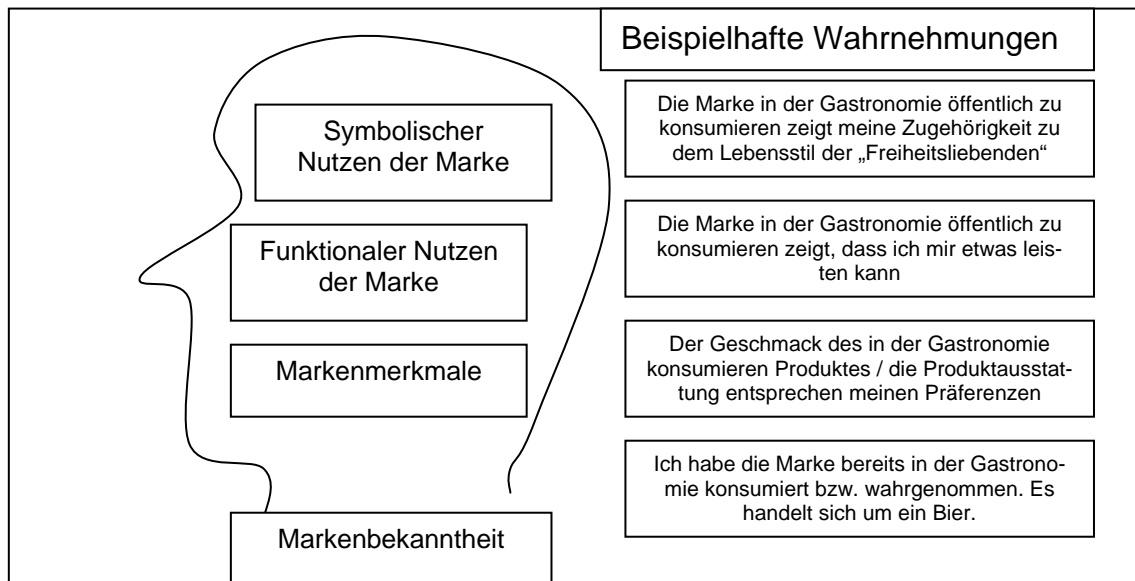 Beispielhafte Wahrnehmungen
Symbolischer
Nutzen der Marke
Die Marke in der Gastronomie öffentlich zu
konsumieren zeigt meine Zugehörigkeit zu
dem Lebensstil der „Freiheitsliebenden“
Funktionaler Nutzen
der Marke
Die Marke in der Gastronomie öffentlich zu
konsumieren zeigt, dass ich mir etwas leis-
ten kann
Markenmerkmale
Der Geschmack des in der Gastronomie
konsumieren Produktes / die Produktausstat-
tung entsprechen meinen Präferenzen
Markenbekanntheit
Ich habe die Marke bereits in der Gastrono-
mie konsumiert bzw. wahrgenommen. Es
handelt sich um ein Bier.